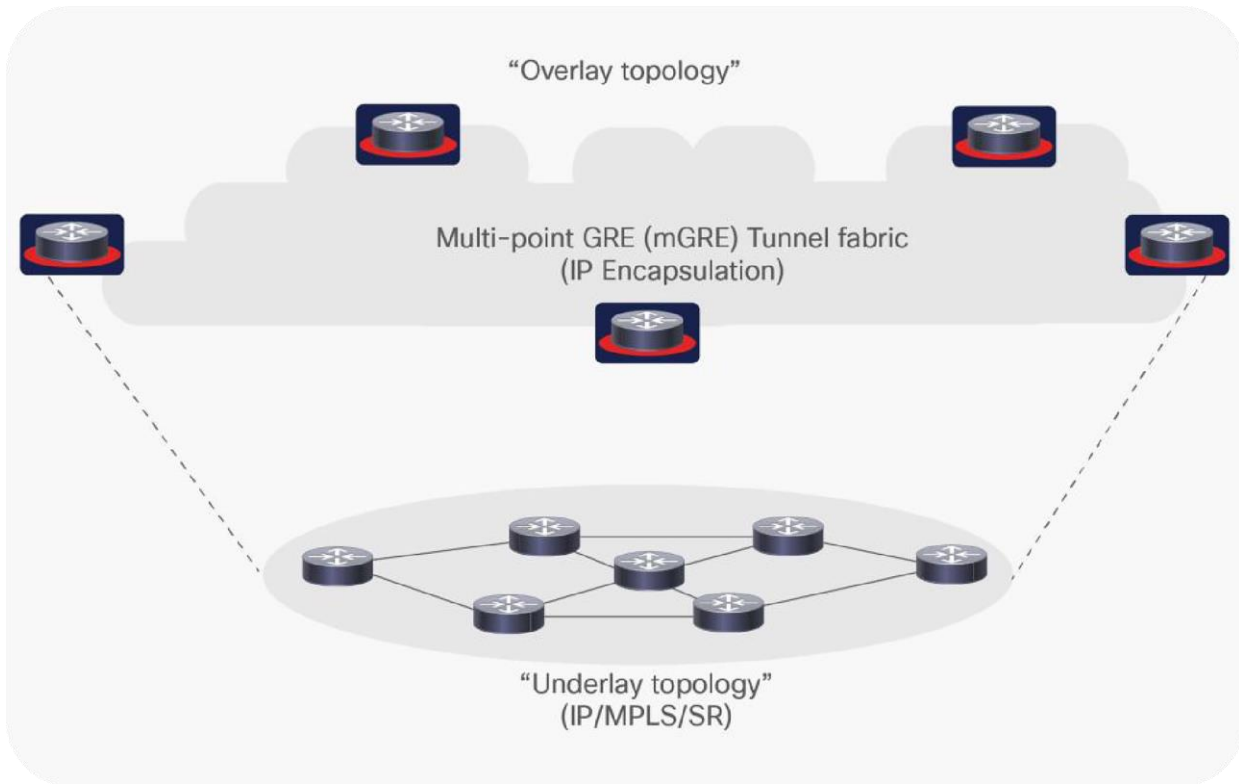 “Overlay topology”
Multi-point GRE (mGRE) Tunnel fabric
(IP Encapsulation)
“Underlay topology”
(IP/MPLS/SR)